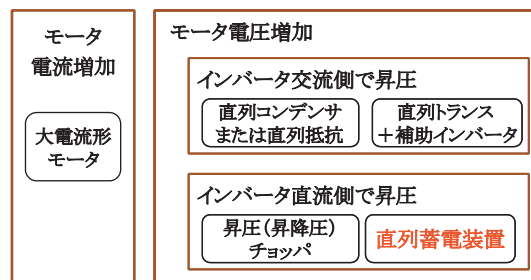 モータ
電流増加
大電流形
モータ
モータ電圧増加
インバータ交流側で昇圧
直列コンデンサ
または直列抵抗
直列トランス
＋補助インバータ
インバータ直流側で昇圧
昇圧(昇降圧)
チョッパ
直列蓄電装置